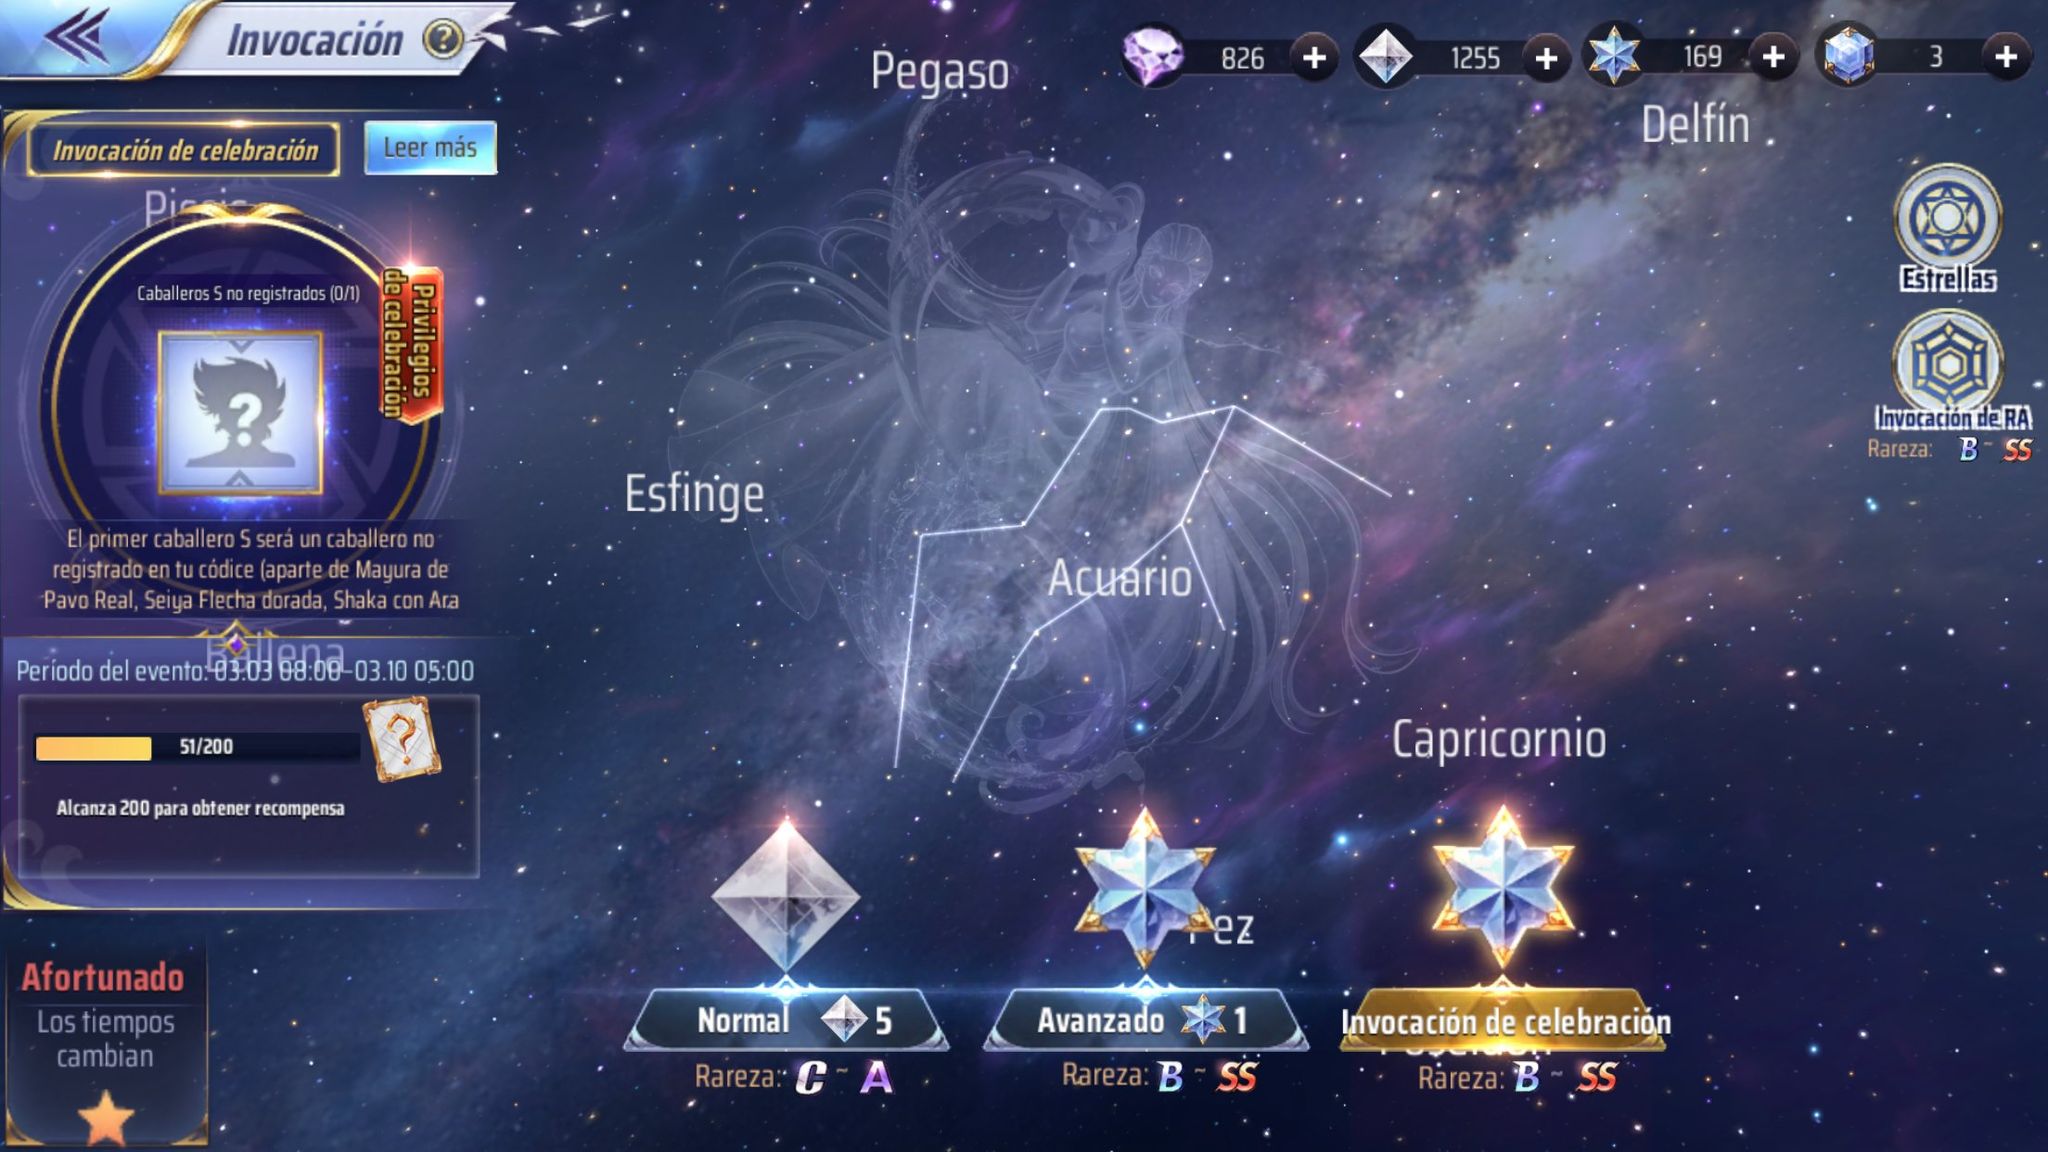 Invocación ?
826
1255
169
3
Pegaso
Delfín
Invocación de celebración
Leer más
Piscis
Caballeros S no registrados (0/1)
Privilegios
de celebración
?
El primer caballero S será un caballero no
registrado en tu códice (aparte de Mayura de
Pavo Real, Seiya Flecha dorada, Shaka con Ara
Ballena
Período del evento: 03.03 08:00-03.10 05:00
51/200
?
Alcanza 200 para obtener recompensa
Afortunado
Los tiempos
cambian
Estrellas
Invocación de RA
Rareza: B ~ SS
Esfinge
Acuario
Capricornio
Pez
Normal 5
Rareza: C ~ A
Avanzado 1
Rareza: B ~ SS
Invocación de celebración
Poseidón
Rareza: B ~ SS